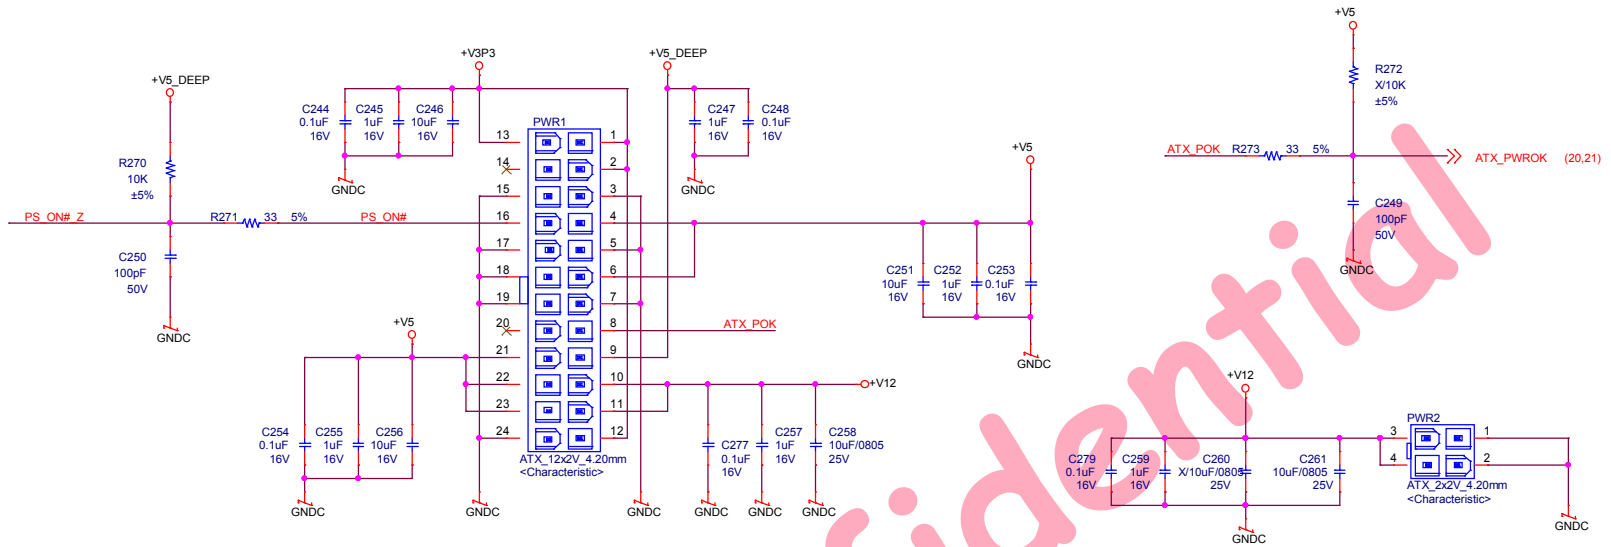 +V5_DEEP
R270
10K
±5%
PS_ON#_Z
R271 33 5%
PS_ON#
C250
100pF
50V
GNDC
+V3P3
C244
0.1uF
16V
C245
1uF
16V
C246
10uF
16V
GNDC
+V5_DEEP
C247
1uF
16V
C248
0.1uF
16V
GNDC
PWR1
13 1
14 2
15 3
16 4
17 5
18 6
19 7
20 8
21 9
22 10
23 11
24 12
ATX_12x2V_4.20mm
<Characteristic>
GNDC
GNDC
ATX_POK
+V5
C251
10uF
16V
C252
1uF
16V
C253
0.1uF
16V
GNDC
+V5
C254
0.1uF
16V
C255
1uF
16V
C256
10uF
16V
GNDC
+V12
C277
0.1uF
16V
C257
1uF
16V
C258
10uF/0805
25V
GNDC
GNDC
GNDC
+V5
R272
X/10K
±5%
ATX_POK
R273 33 5%
ATX_PWROK (20,21)
C249
100pF
50V
GNDC
+V12
C279
0.1uF
16V
C259
1uF
16V
C260
X/10uF/0805
25V
C261
10uF/0805
25V
GNDC
PWR2
3 1
4 2
ATX_2x2V_4.20mm
<Characteristic>
GNDC
fidential